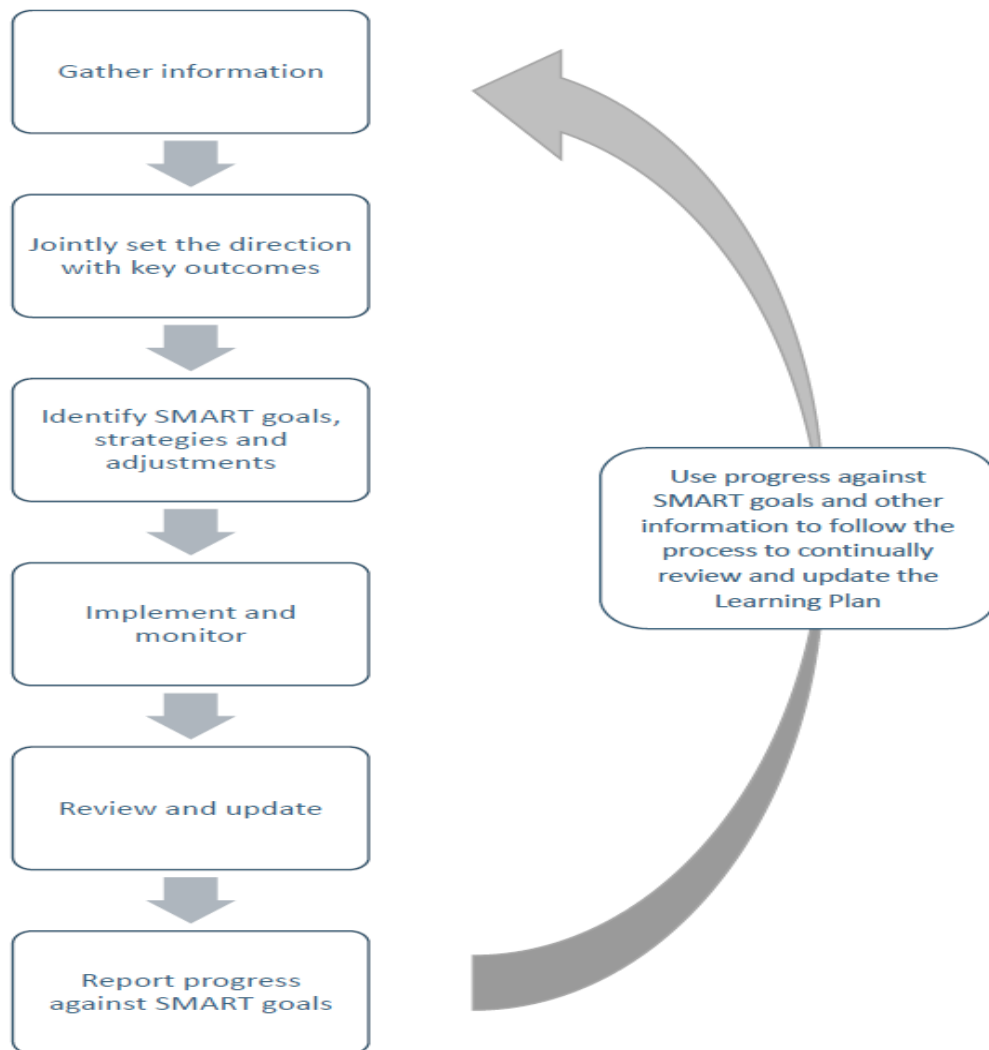 Gather information
Jointly set the direction
with key outcomes
Identify SMART goals,
strategies and
adjustments
Implement and
monitor
Review and update
Report progress
against SMART goals
Use progress against
SMART goals and other
information to follow the
process to continually
review and update the
Learning Plan